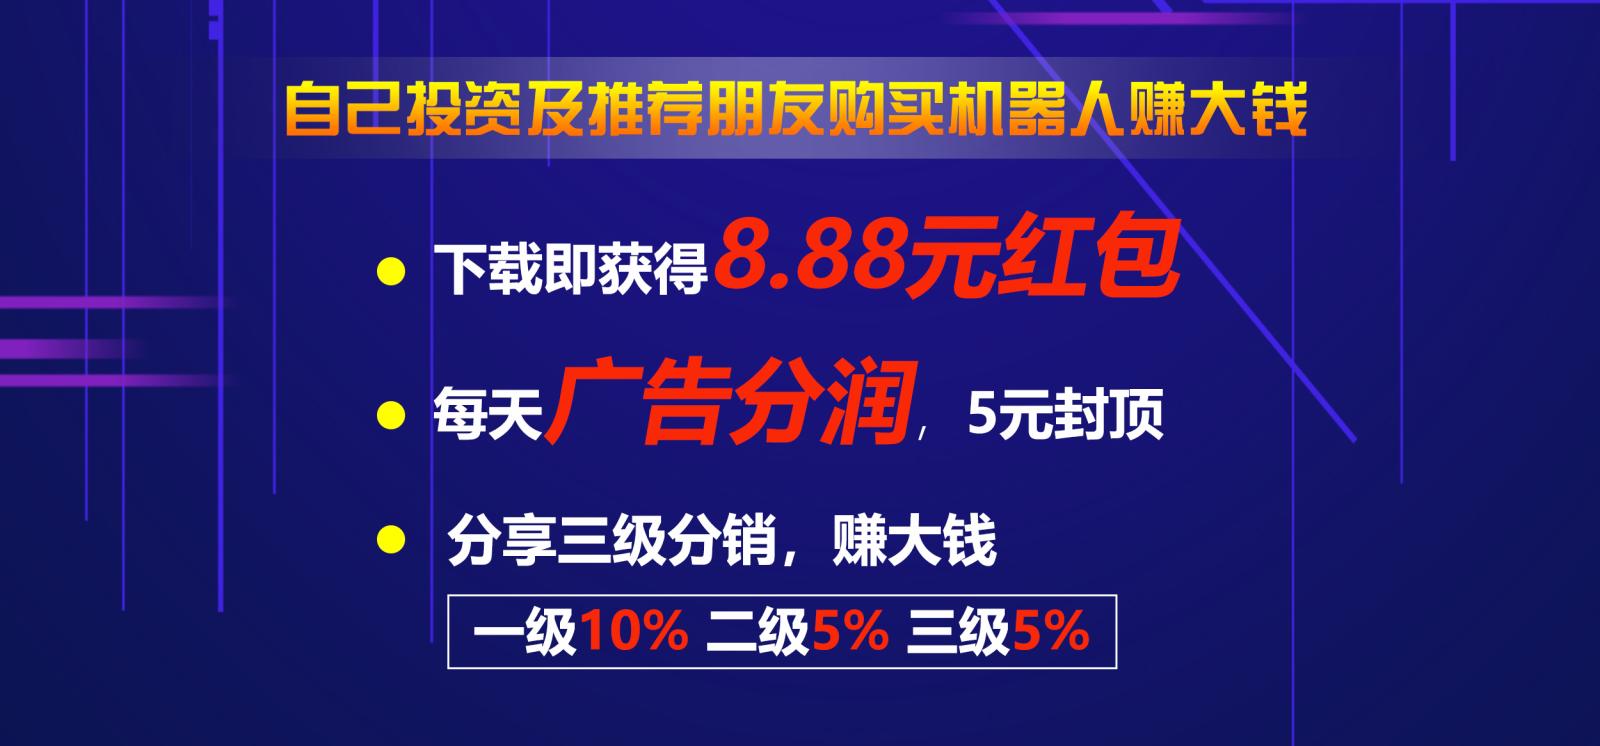 自己投资及推荐朋友购买机器人赚大钱
下载即获得8.88元红包
每天广告分润，5元封顶
分享三级分销，赚大钱
一级10% 二级5% 三级5%